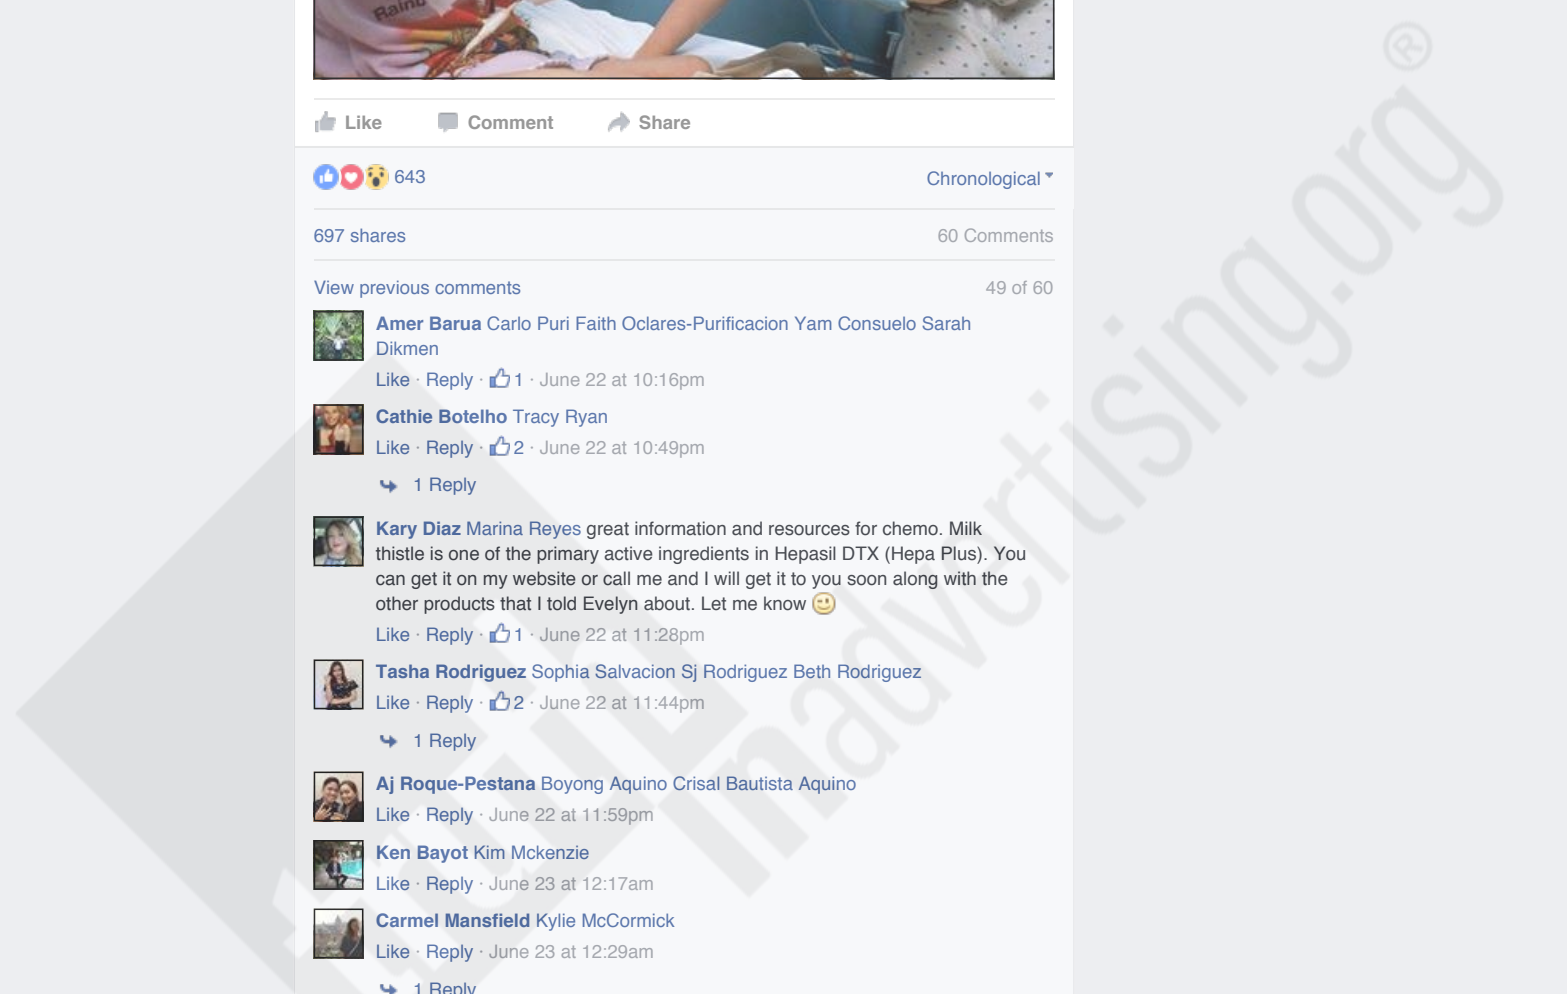 Rainb
Like Comment Share
643 Chronological
697 shares 60 Comments
View previous comments 49 of 60
Amer Barua Carlo Puri Faith Oclares-Purificacion Yam Consuelo Sarah
Dikmen
Like · Reply · 1 · June 22 at 10:16pm
Cathie Botelho Tracy Ryan
Like · Reply · 2 · June 22 at 10:49pm
1 Reply
Kary Diaz Marina Reyes great information and resources for chemo. Milk
thistle is one of the primary active ingredients in Hepasil DTX (Hepa Plus). You
can get it on my website or call me and I will get it to you soon along with the
other products that I told Evelyn about. Let me know
Like · Reply · 1 · June 22 at 11:28pm
Tasha Rodriguez Sophia Salvacion Sj Rodriguez Beth Rodriguez
Like · Reply · 2 · June 22 at 11:44pm
1 Reply
Aj Roque-Pestana Boyong Aquino Crisal Bautista Aquino
Like · Reply · June 22 at 11:59pm
Ken Bayot Kim Mckenzie
Like · Reply · June 23 at 12:17am
Carmel Mansfield Kylie McCormick
Like · Reply · June 23 at 12:29am
1 Reply
truth
inadvertising.org®